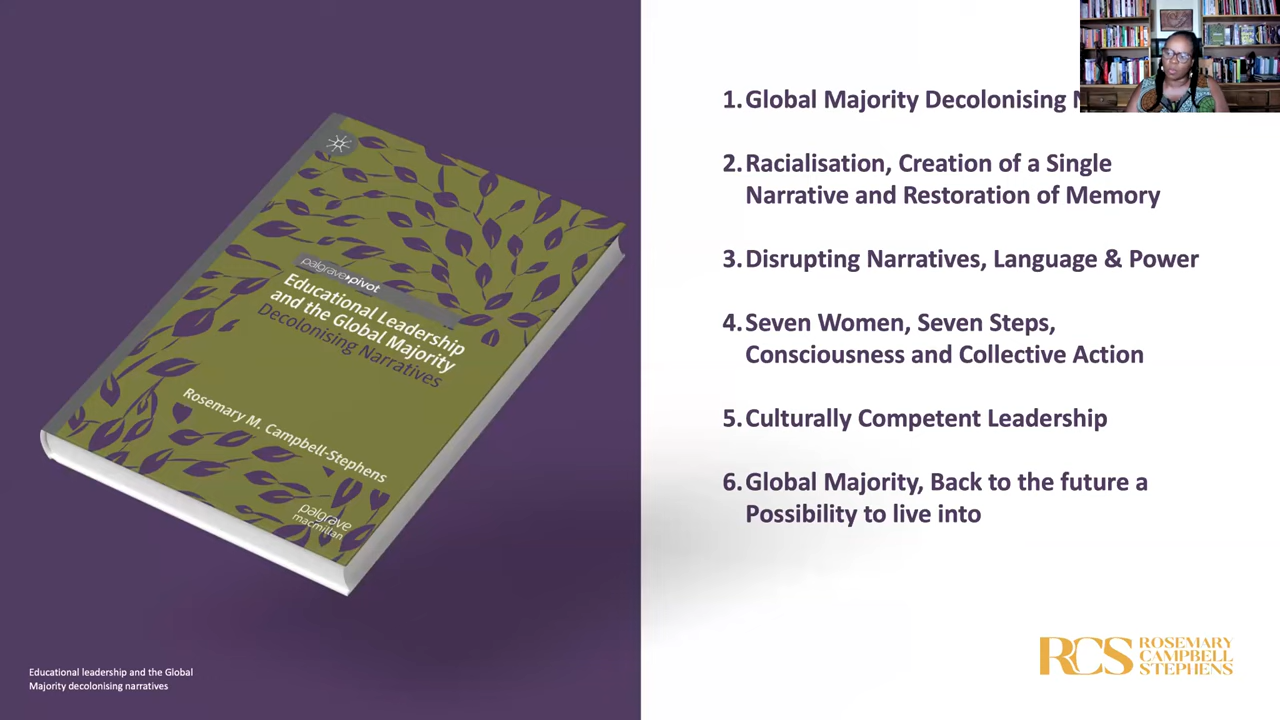 palgrave pivot
Educational Leadership
and the Global Majority
Decolonising Narratives
Rosemary M. Campbell-Stephens
palgrave
macmillan
Educational leadership and the Global
Majority decolonising narratives
1. Global Majority Decolonising
2. Racialisation, Creation of a Single
Narrative and Restoration of Memory
3. Disrupting Narratives, Language & Power
4. Seven Women, Seven Steps,
Consciousness and Collective Action
5. Culturally Competent Leadership
6. Global Majority, Back to the future a
Possibility to live into
RCS
ROSEMARY
CAMPBELL
STEPHENS